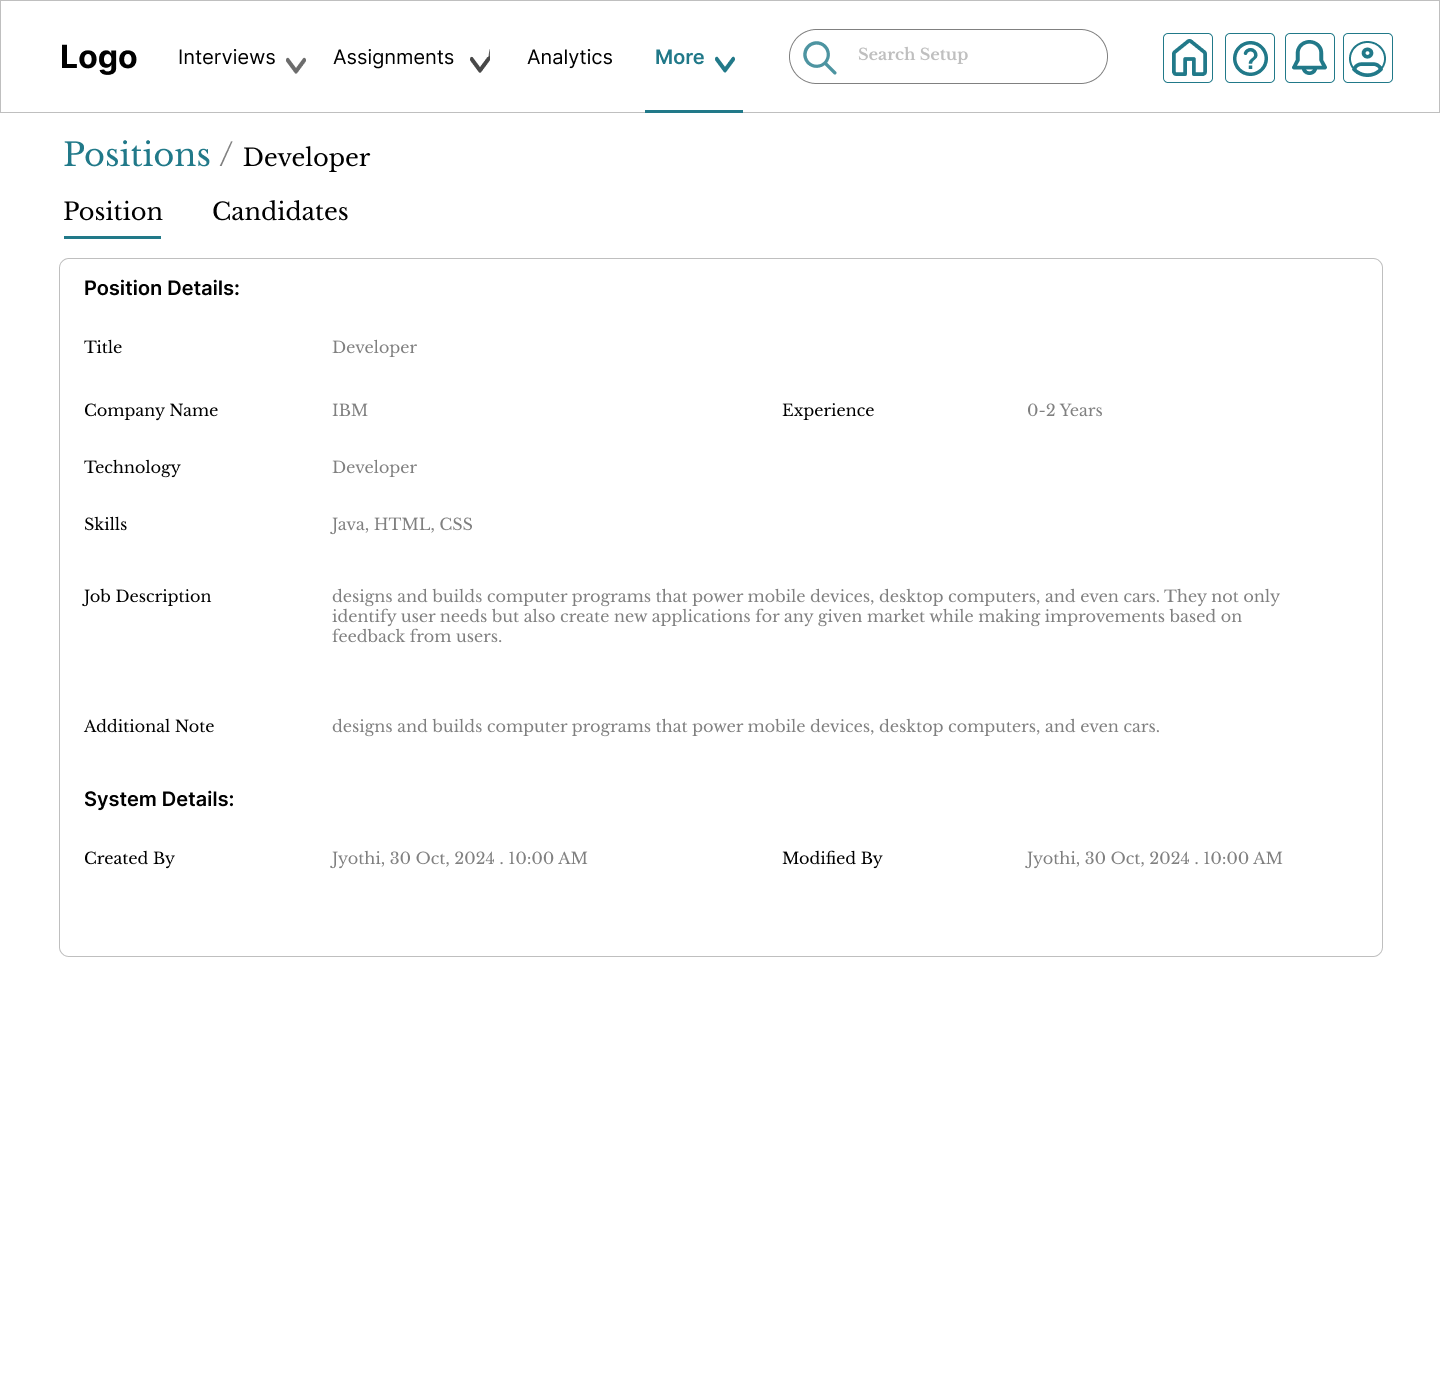 Logo Interviews Assignments Analytics More Search Setup
Positions / Developer
Position Candidates
Position Details:
Title Developer
Company Name IBM Experience 0-2 Years
Technology Developer
Skills Java, HTML, CSS
Job Description designs and builds computer programs that power mobile devices, desktop computers, and even cars. They not only
identify user needs but also create new applications for any given market while making improvements based on
feedback from users.
Additional Note designs and builds computer programs that power mobile devices, desktop computers, and even cars.
System Details:
Created By Jyothi, 30 Oct, 2024 . 10:00 AM Modified By Jyothi, 30 Oct, 2024 . 10:00 AM